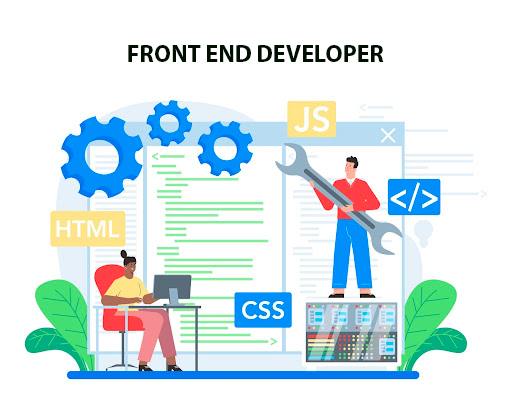 FRONT END DEVELOPER
JS
</>
HTML
CSS